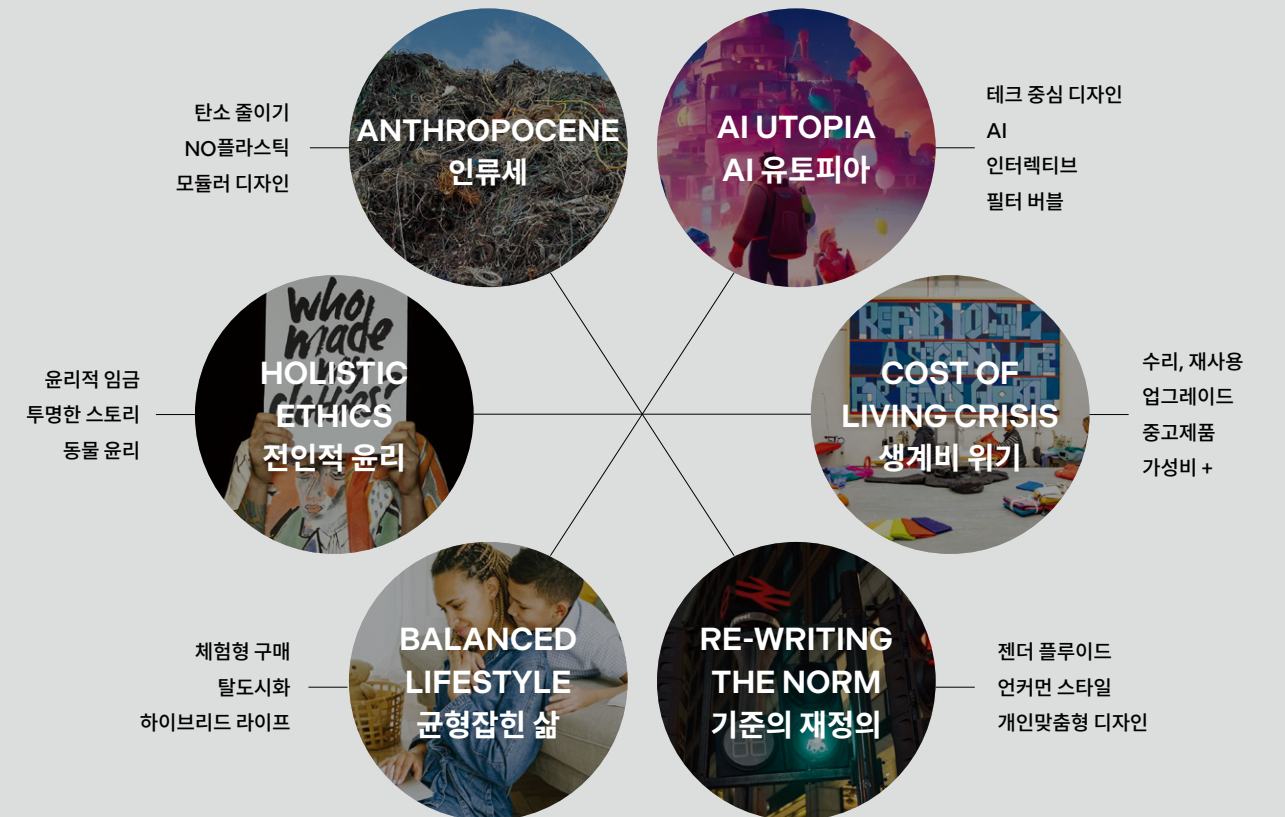 탄소 줄이기
NO플라스틱
모듈러 디자인
ANTHROPOCENE
인류세
AI UTOPIA
AI 유토피아
테크 중심 디자인
AI
인터렉티브
필터 버블
윤리적 임금
투명한 스토리
동물 윤리
who
made
clothes?
HOLISTIC
ETHICS
전인적 윤리
REPAIR
A SECOND LIFE
FOR
GLOBAL
COST OF
LIVING CRISIS
생계비 위기
수리, 재사용
업그레이드
중고제품
가성비 +
체험형 구매
탈도시화
하이브리드 라이프
BALANCED
LIFESTYLE
균형잡힌 삶
RE-WRITING
THE NORM
기준의 재정의
젠더 플루이드
언커먼 스타일
개인맞춤형 디자인